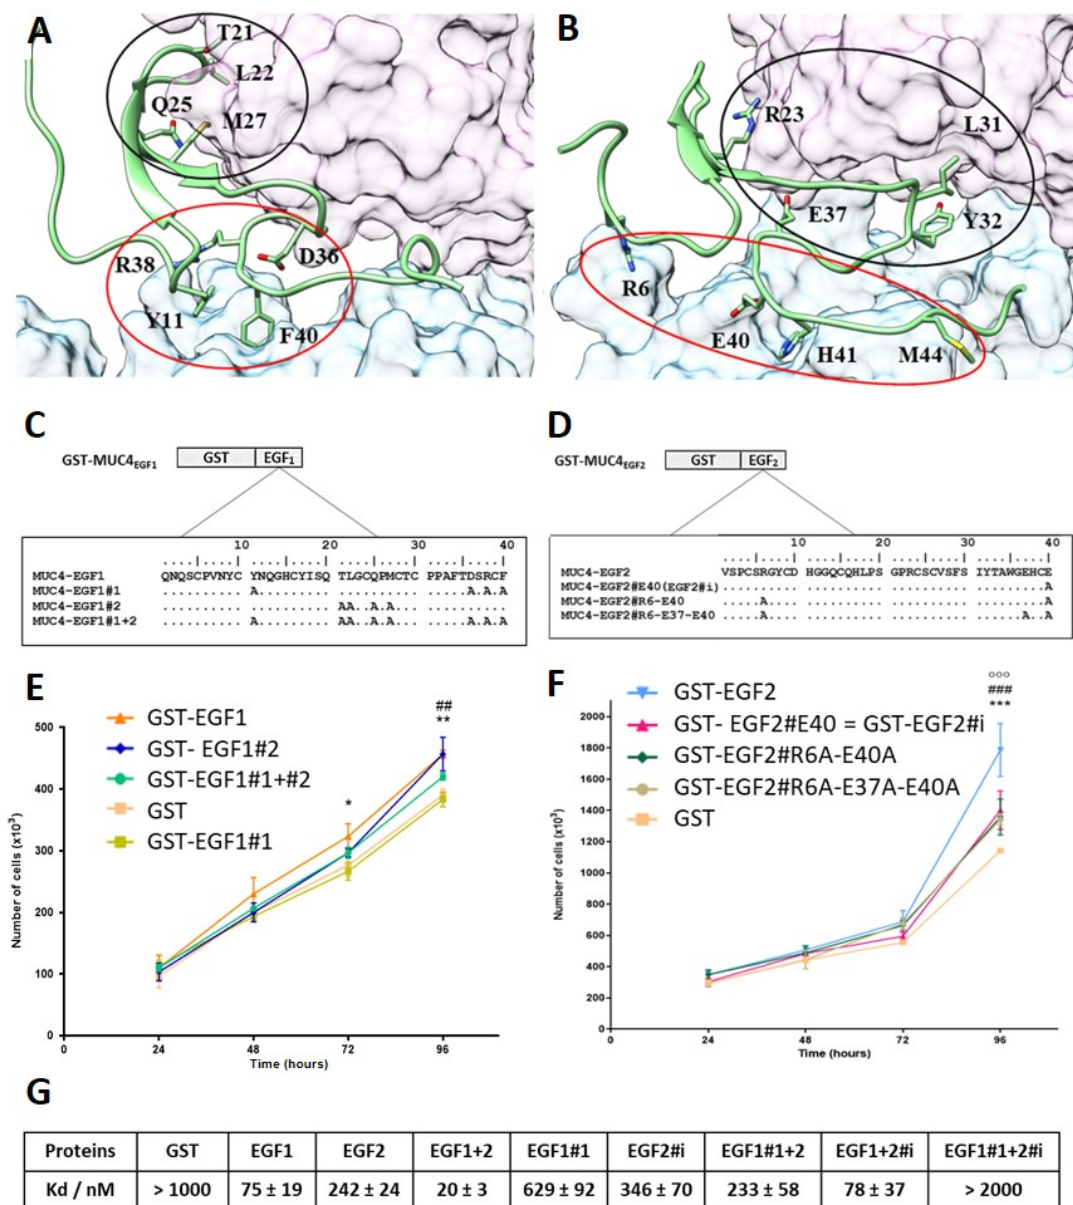 A
T21
L22
Q25
M27
R38
D36
Y11
F40
B
R23
L31
E37
Y32
R6
E40
H41
M44
C
GST-MUC4EGF1
GST
EGF1
10 20 30 40
MUC4-EGF1 QNQSCPVNYC YNQGHCYISQ TLGCQPMCTC PPAFTDSRCF
MUC4-EGF1#1 .......... A......... .......... .....A.A.A
MUC4-EGF1#2 .......... .......... AA..A.A... ..........
MUC4-EGF1#1+2 .......... A......... AA..A.A... .....A.A.A
D
GST-MUC4EGF2
GST
EGF2
10 20 30 40
MUC4-EGF2 VSPCSRGYCD HGGQCQHLPS GPRCSCVSFS IYTAWGEHCE
MUC4-EGF2#E40(EGF2#i) .......... .......... .......... .........A
MUC4-EGF2#R6-E40 .....A.... .......... .......... .........A
MUC4-EGF2#R6-E37-E40 .....A.... .......... .......... ......A..A
E
GST-EGF1
GST- EGF1#2
GST-EGF1#1+#2
GST
GST-EGF1#1
##
**
*
Number of cells (x10³)
500
400
300
200
100
0
0 24 48 72 96
Time (hours)
F
GST-EGF2
GST- EGF2#E40 = GST-EGF2#i
GST-EGF2#R6A-E40A
GST-EGF2#R6A-E37A-E40A
GST
°°°
###
***
Number of cells (x10³)
2000
1800
1600
1400
1200
1000
800
600
400
200
0
0 24 48 72 96
Time (hours)
G
Proteins GST EGF1 EGF2 EGF1+2 EGF1#1 EGF2#i EGF1#1+2 EGF1+2#i EGF1#1+2#i
Kd / nM > 1000 75 ± 19 242 ± 24 20 ± 3 629 ± 92 346 ± 70 233 ± 58 78 ± 37 > 2000